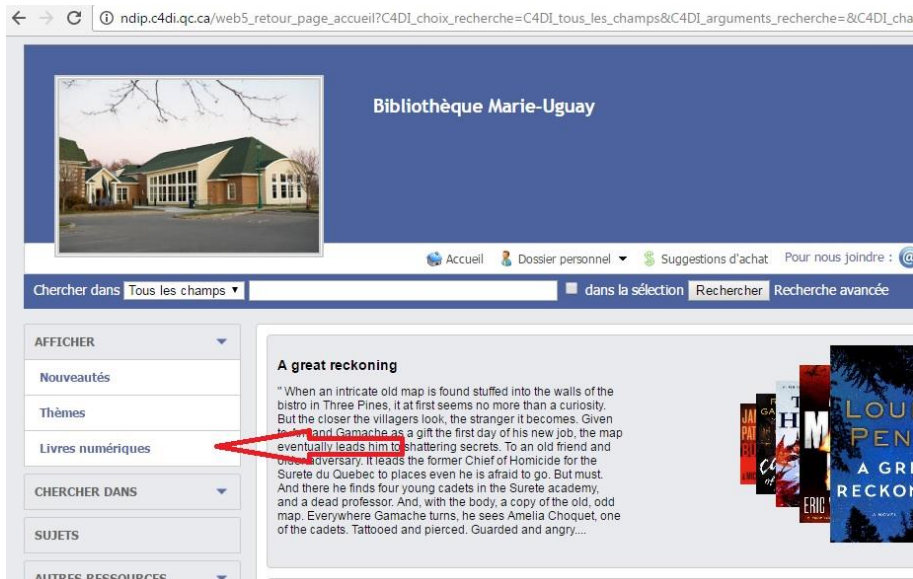 ndip.c4di.qc.ca/web5_retour_page_accueil?C4DI_choix_recherche=C4DI_tous_les_champs&C4DI_arguments_recherche=&C4DI_cha
Bibliothèque Marie-Uguay
Accueil Dossier personnel Suggestions d'achat Pour nous joindre : @
Chercher dans Tous les champs dans la sélection Rechercher Recherche avancée
AFFICHER
Nouveautés
Thèmes
Livres numériques
CHERCHER DANS
SUJETS
AUTRES RESSOURCES
A great reckoning
" When an intricate old map is found stuffed into the walls of the
bistro in Three Pines, it at first seems no more than a curiosity.
But the closer the villagers look, the stranger it becomes. Given
to Armand Gamache as a gift the first day of his new job, the map
eventually leads him to shattering secrets. To an old friend and
older adversary. It leads the former Chief of Homicide for the
Surete du Quebec to places even he is afraid to go. But must.
And there he finds four young cadets in the Surete academy,
and a dead professor. And, with the body, a copy of the old, odd
map. Everywhere Gamache turns, he sees Amelia Choquet, one
of the cadets. Tattooed and pierced. Guarded and angry....
LOU
PEN
A GRE
RECKON
ERIC